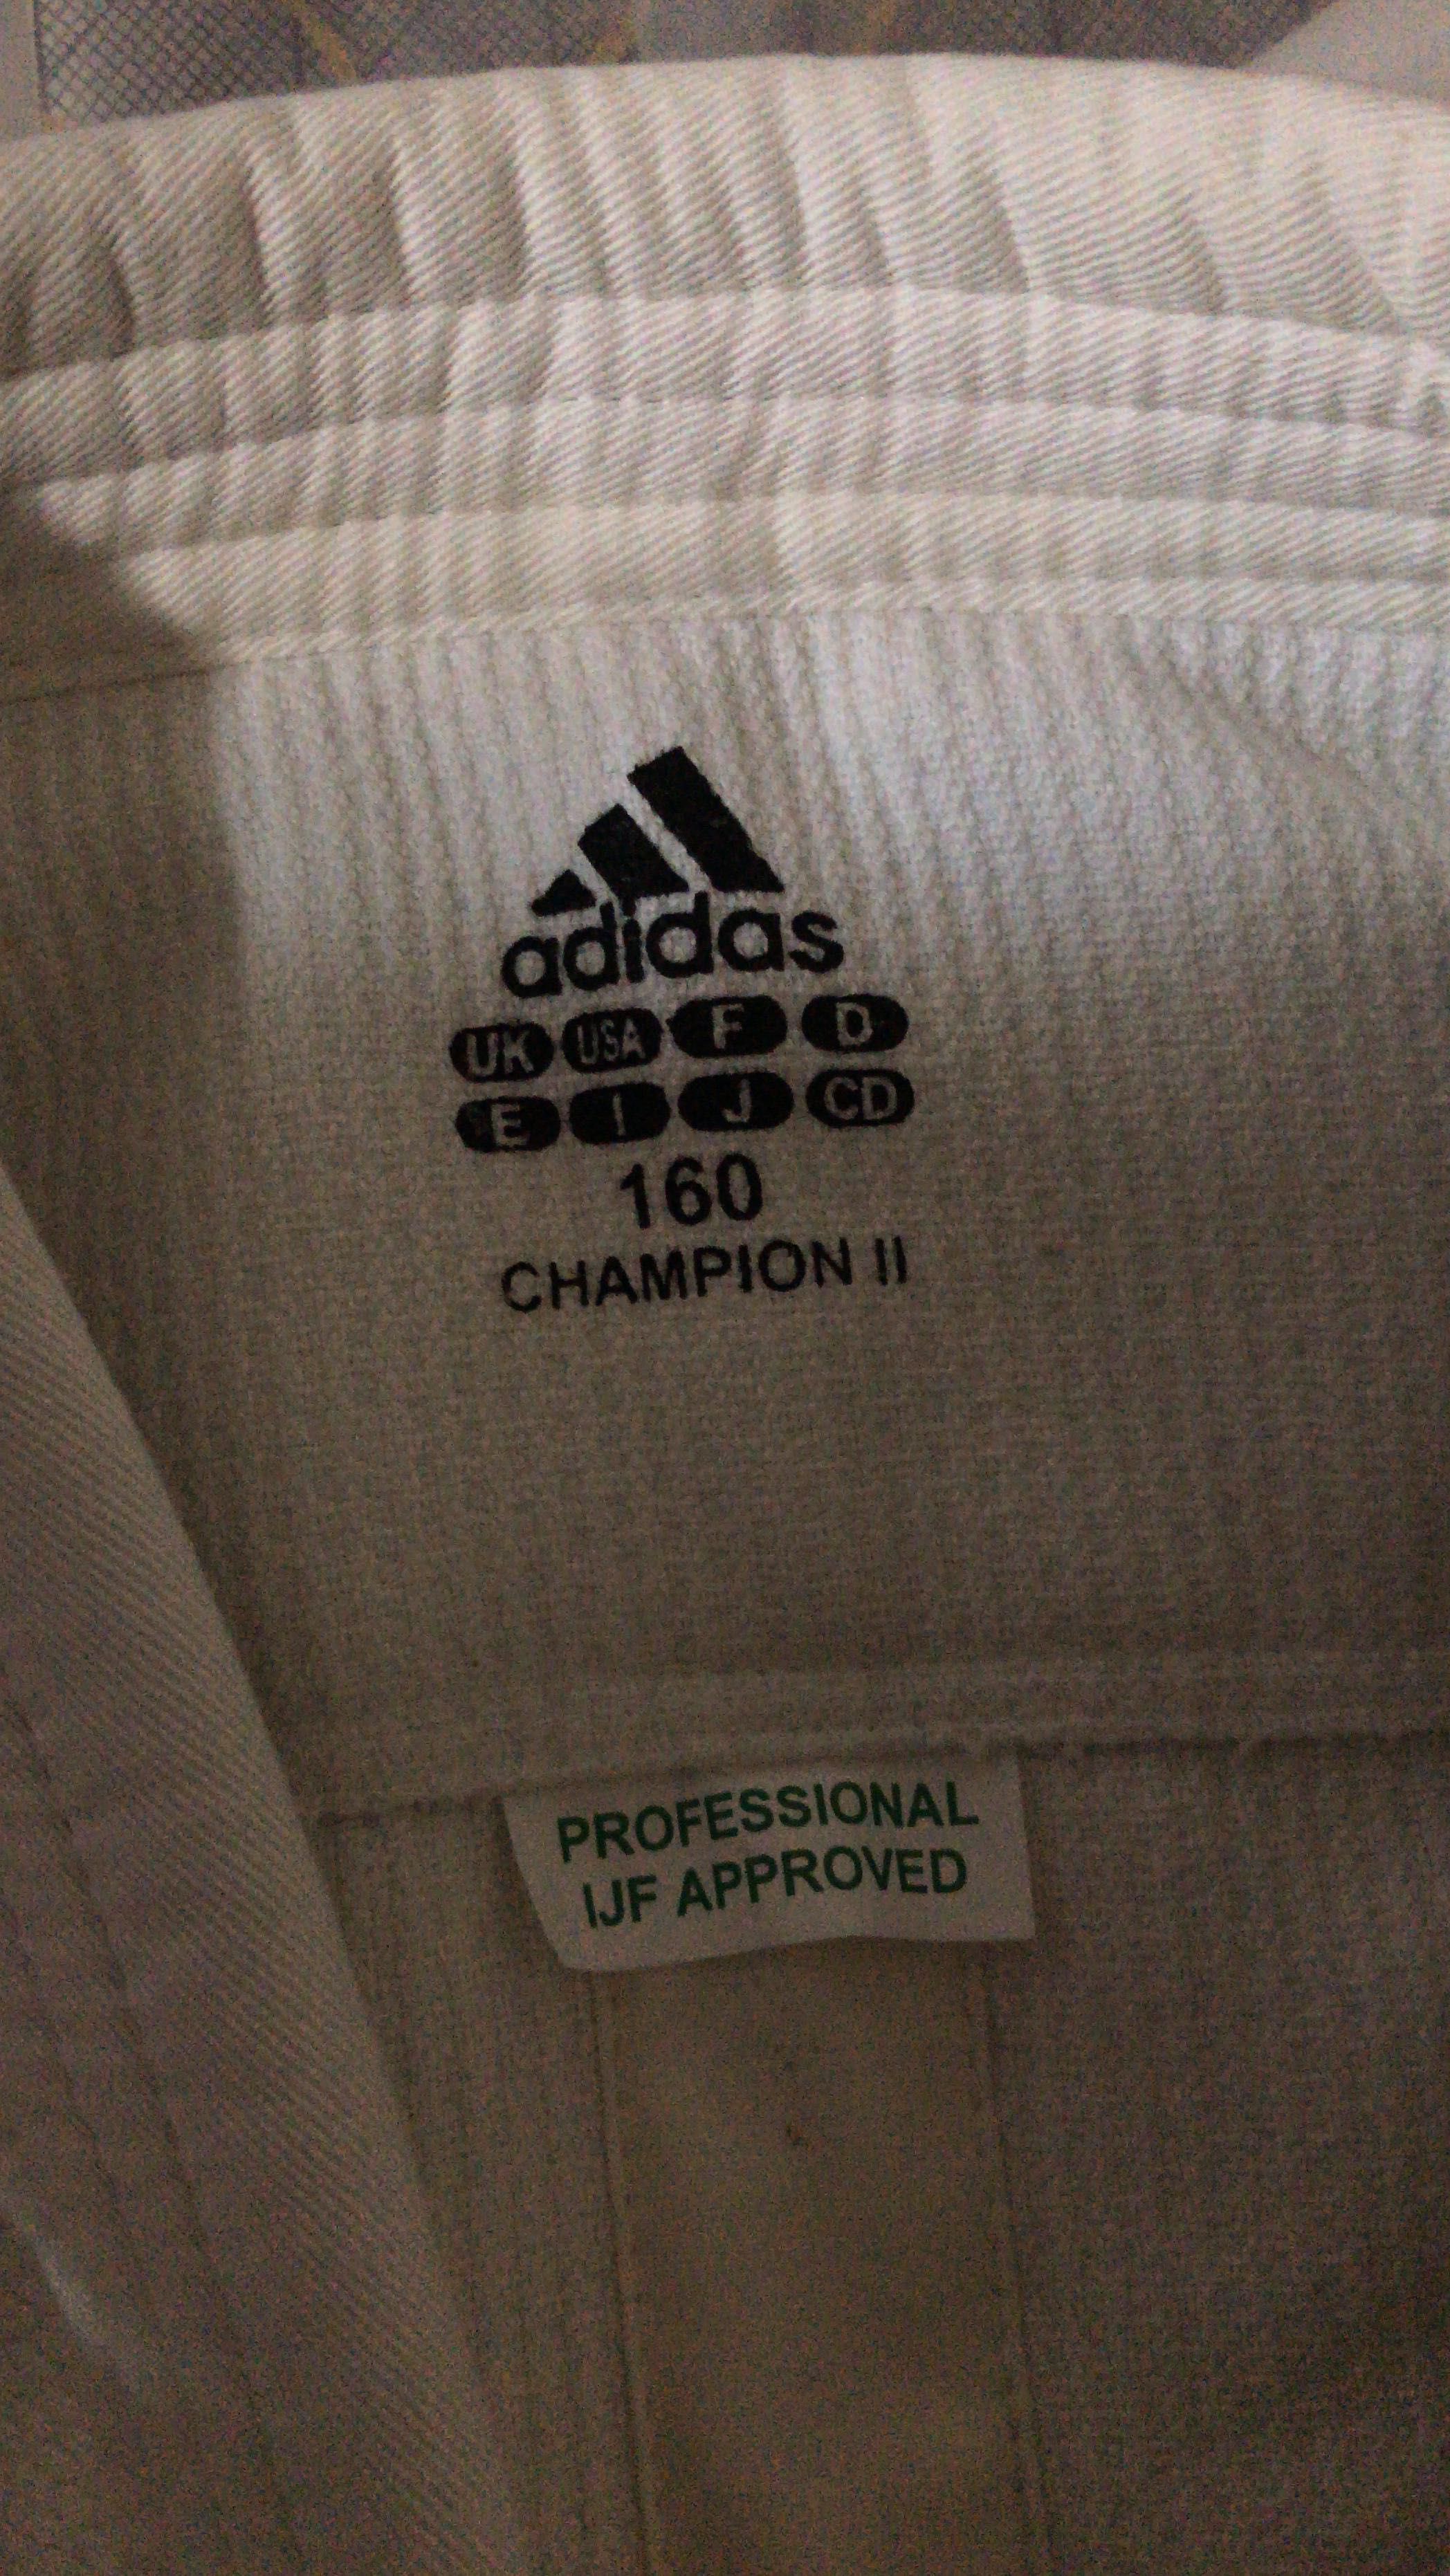 adidas
UK USA F D
E I J CD
160
CHAMPION II
PROFESSIONAL
IJF APPROVED